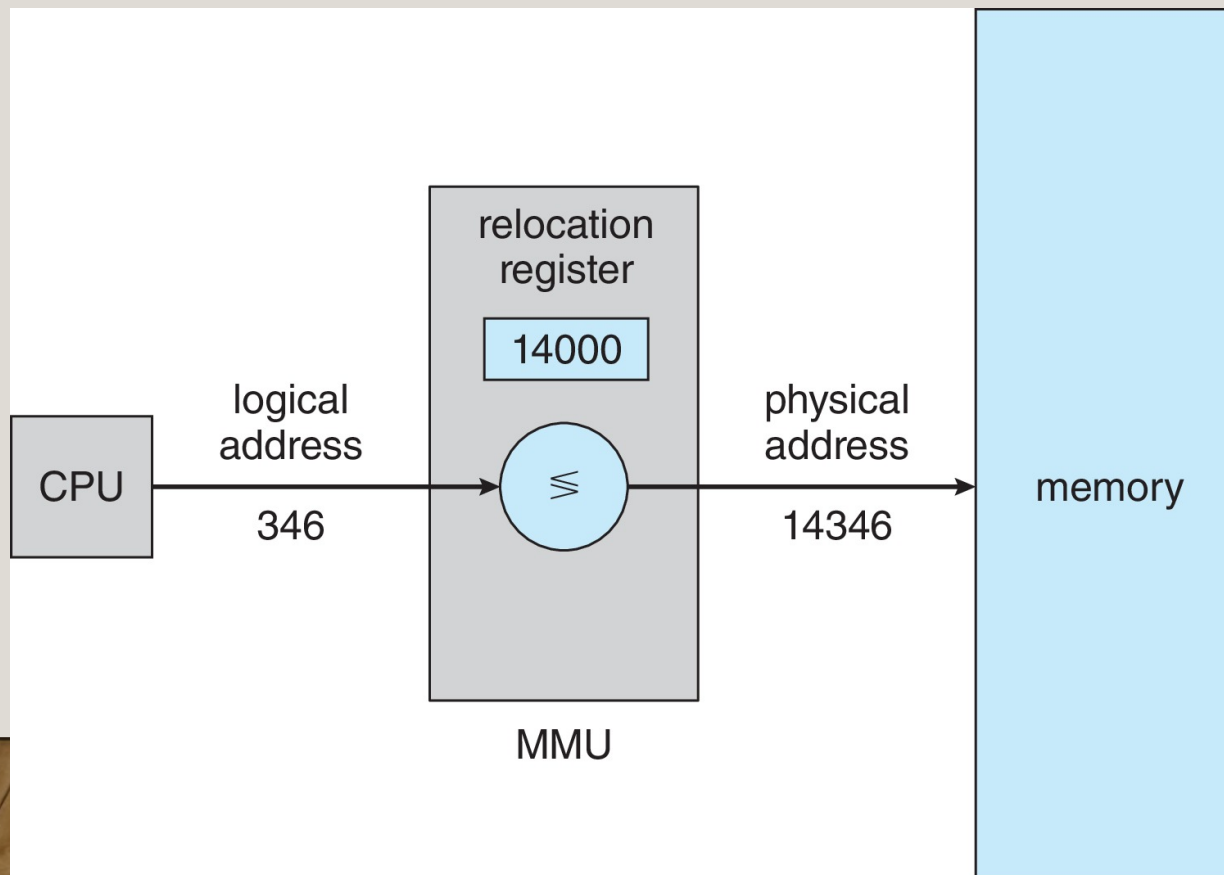 relocation
register
14000
logical
address
physical
address
CPU
≶
memory
346
14346
MMU